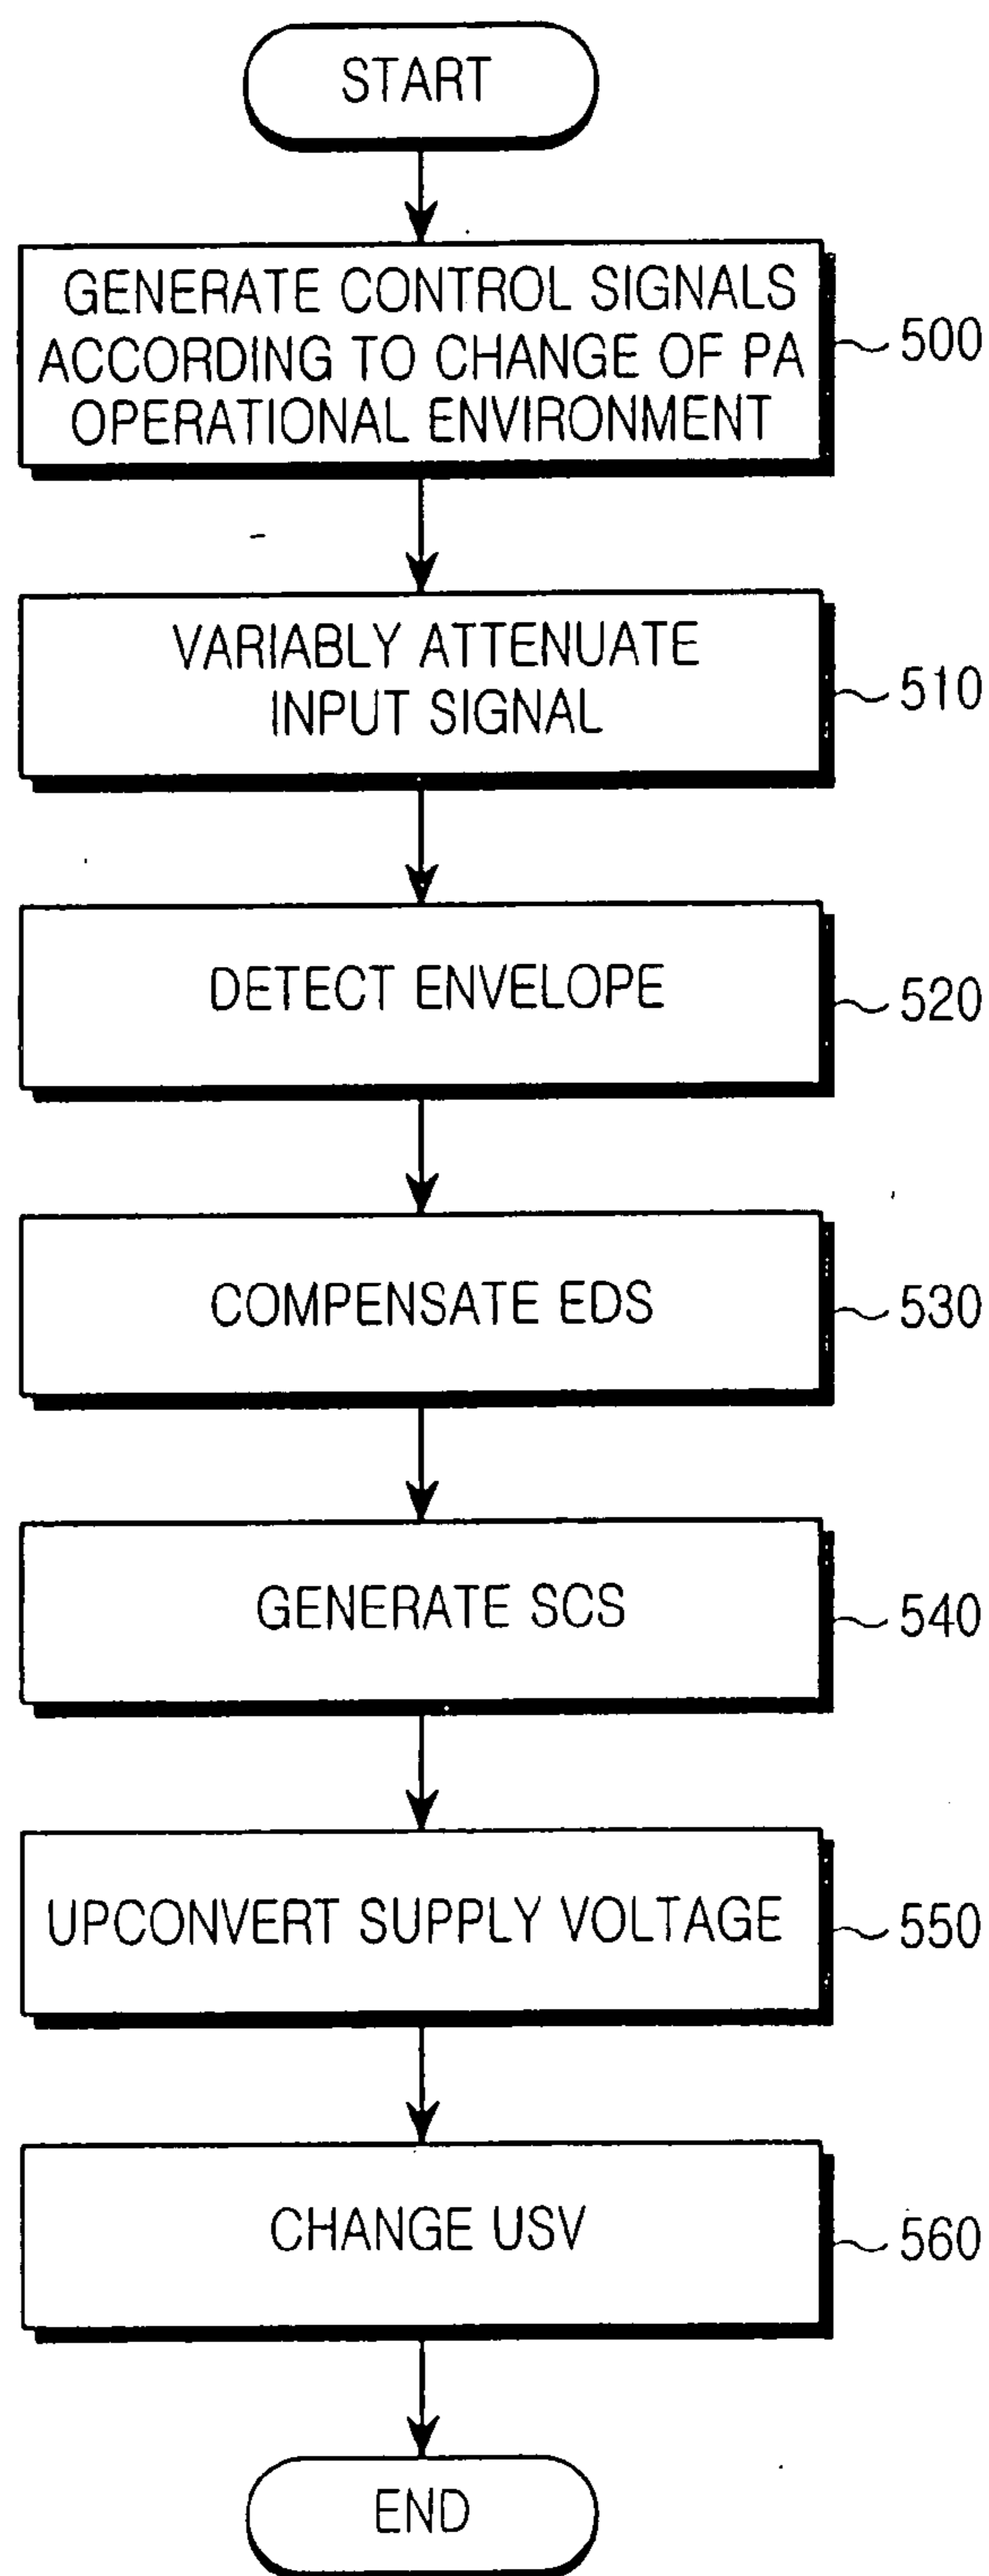 START
GENERATE CONTROL SIGNALS
ACCORDING TO CHANGE OF PA
OPERATIONAL ENVIRONMENT
500
VARIABLY ATTENUATE
INPUT SIGNAL
510
DETECT ENVELOPE
520
COMPENSATE EDS
530
GENERATE SCS
540
UPCONVERT SUPPLY VOLTAGE
550
CHANGE USV
560
END